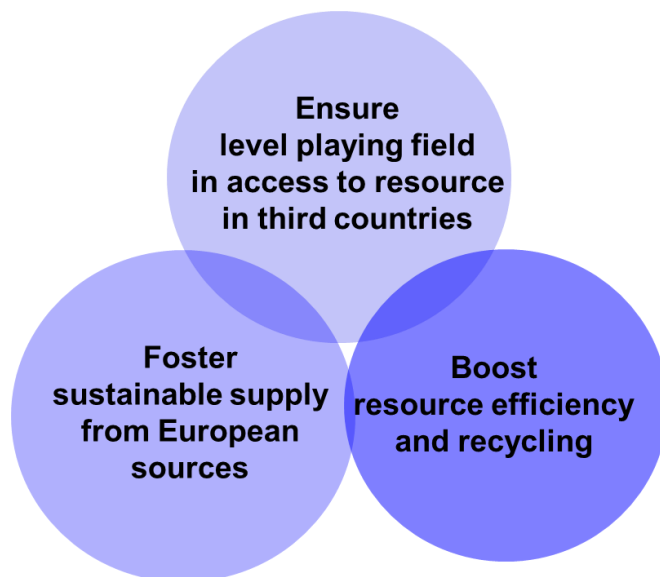 Ensure
level playing field
in access to resource
in third countries
Foster
sustainable supply
from European
sources
Boost
resource efficiency
and recycling